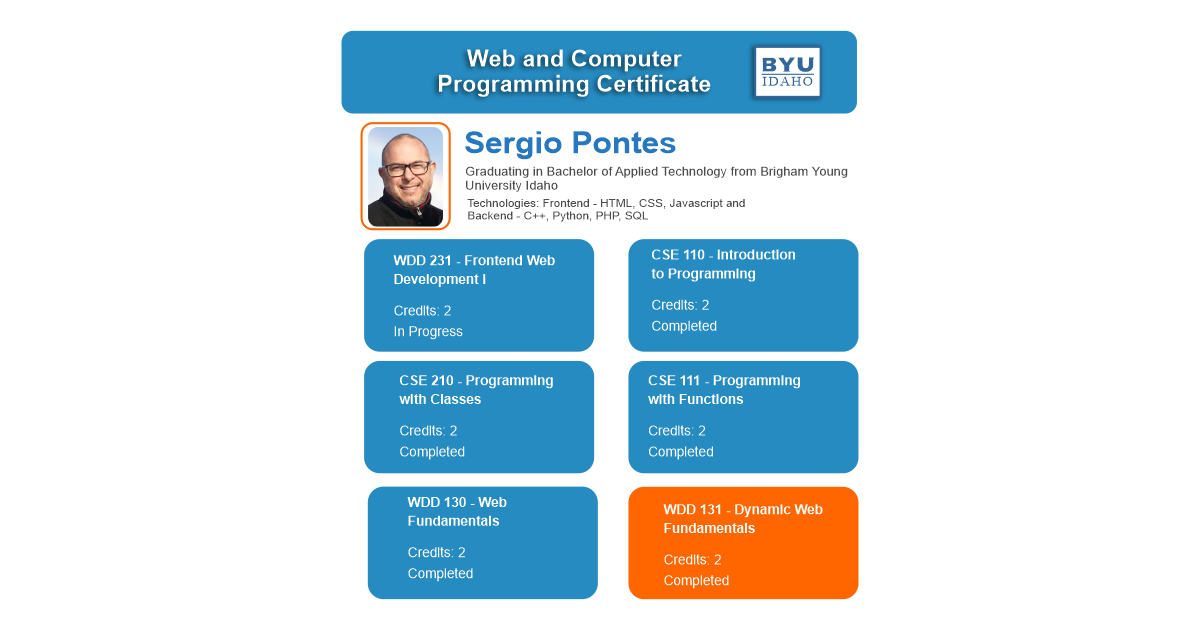 Web and Computer
Programming Certificate
BYU
IDAHO
Sergio Pontes
Graduating in Bachelor of Applied Technology from Brigham Young
University Idaho
Technologies: Frontend - HTML, CSS, Javascript and
Backend - C++, Python, PHP, SQL
WDD 231 - Frontend Web
Development I
Credits: 2
In Progress
CSE 110 - Introduction
to Programming
Credits: 2
Completed
CSE 210 - Programming
with Classes
Credits: 2
Completed
CSE 111 - Programming
with Functions
Credits: 2
Completed
WDD 130 - Web
Fundamentals
Credits: 2
Completed
WDD 131 - Dynamic Web
Fundamentals
Credits: 2
Completed